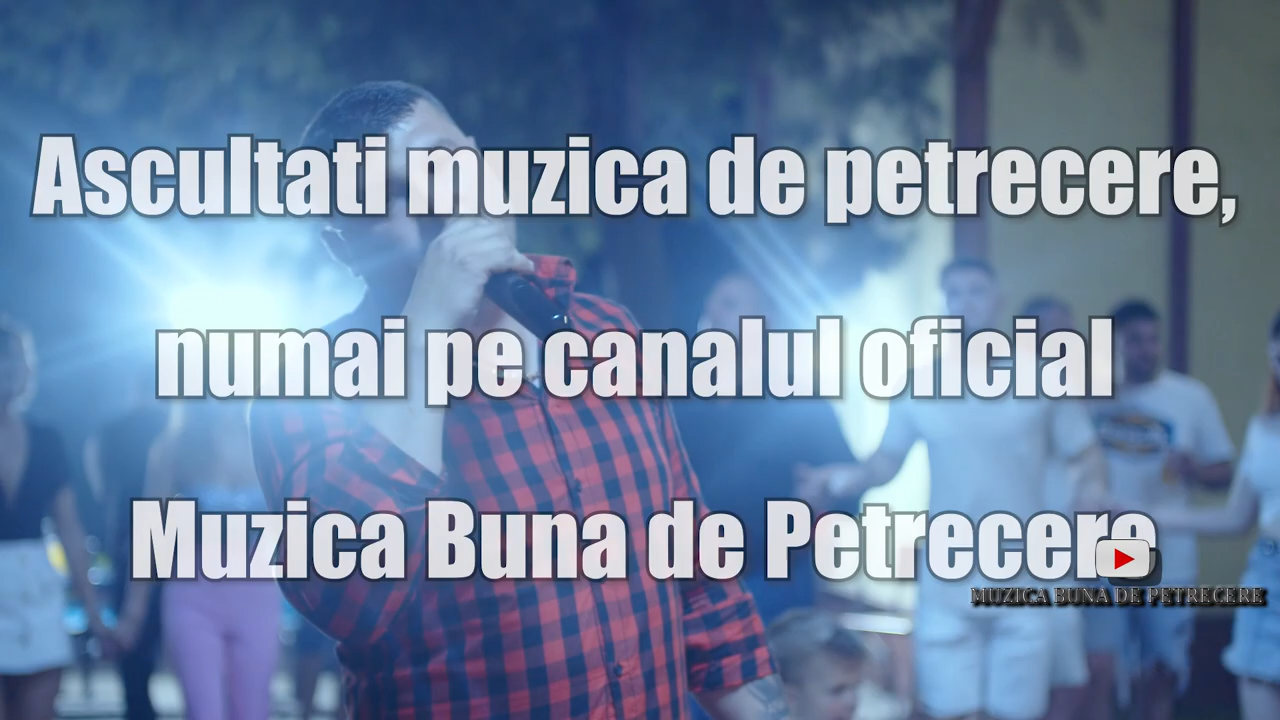 Ascultati muzica de petrecere,
numai pe canalul oficial
Muzica Buna de Petrecere
MUZICA BUNA DE PETRECERE